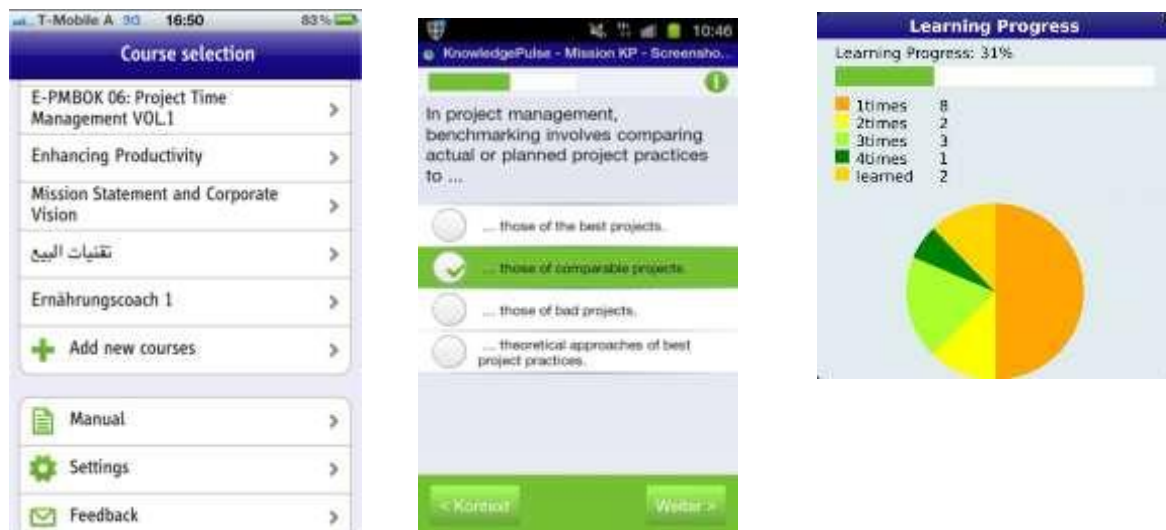 T-Mobile A 3G 16:50 83%
Course selection
E-PMBOK 06: Project Time
Management VOL.1
Enhancing Productivity
Mission Statement and Corporate
Vision
تقنيات البيع
Ernährungscoach 1
Add new courses
Manual
Settings
Feedback
10:46
KnowledgePulse - Mission KP - Screensho...
In project management,
benchmarking involves comparing
actual or planned project practices
to ...
... those of the best projects.
... those of comparable projects.
... those of bad projects.
... theoretical approaches of best
project practices.
< Kontext
Weiter >
Learning Progress
Learning Progress: 31%
1times 8
2times 2
3times 3
4times 1
learned 2